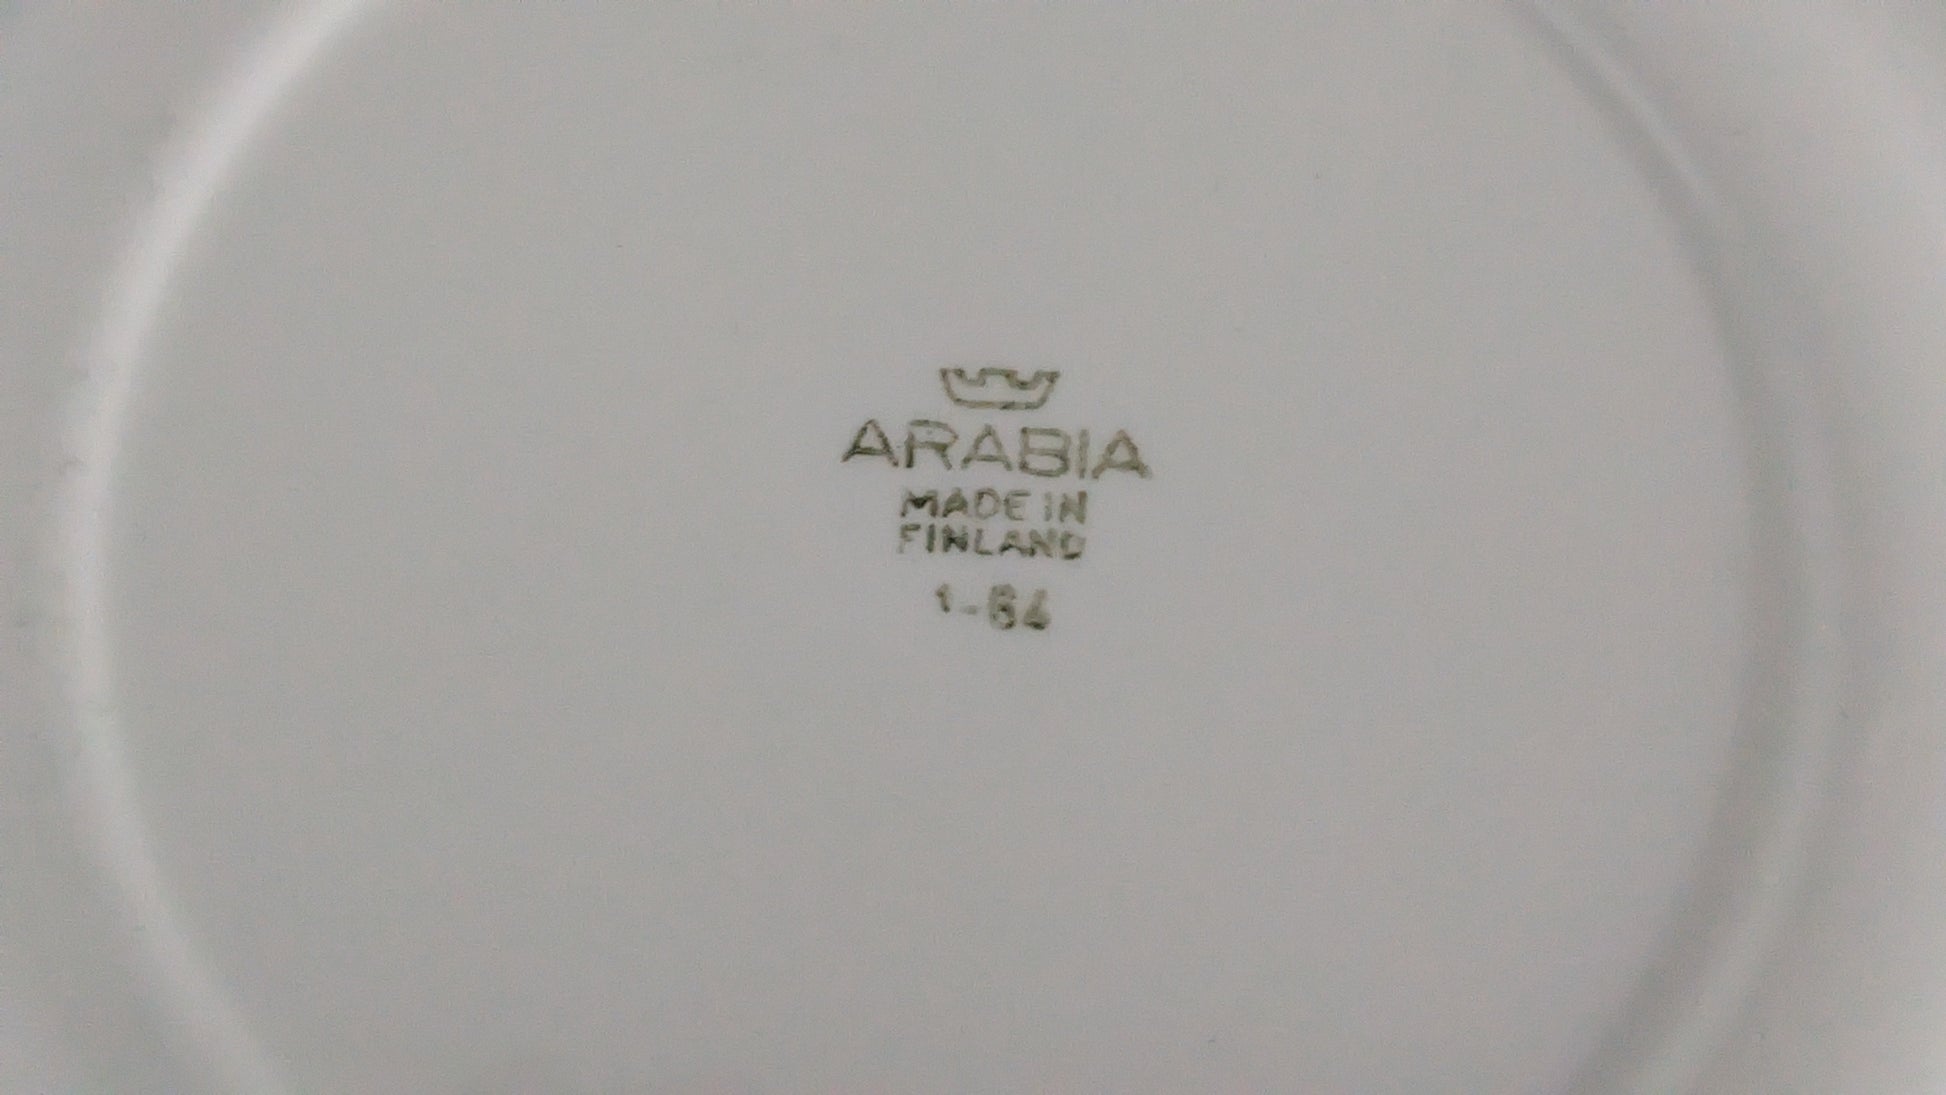 ARABIA
MADE IN
FINLAND
1-64